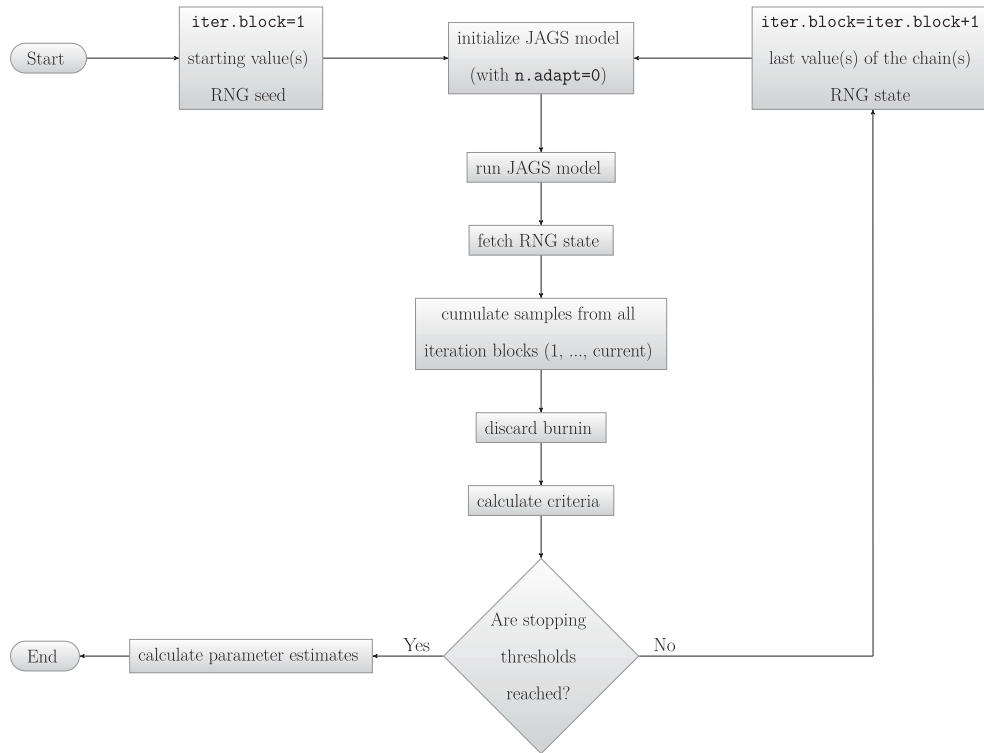 Start
iter.block=1
starting value(s)
RNG seed
initialize JAGS model
(with n.adapt=0)
iter.block=iter.block+1
last value(s) of the chain(s)
RNG state
run JAGS model
fetch RNG state
cumulate samples from all
iteration blocks (1, ..., current)
discard burnin
calculate criteria
Are stopping
thresholds
reached?
Yes
No
calculate parameter estimates
End